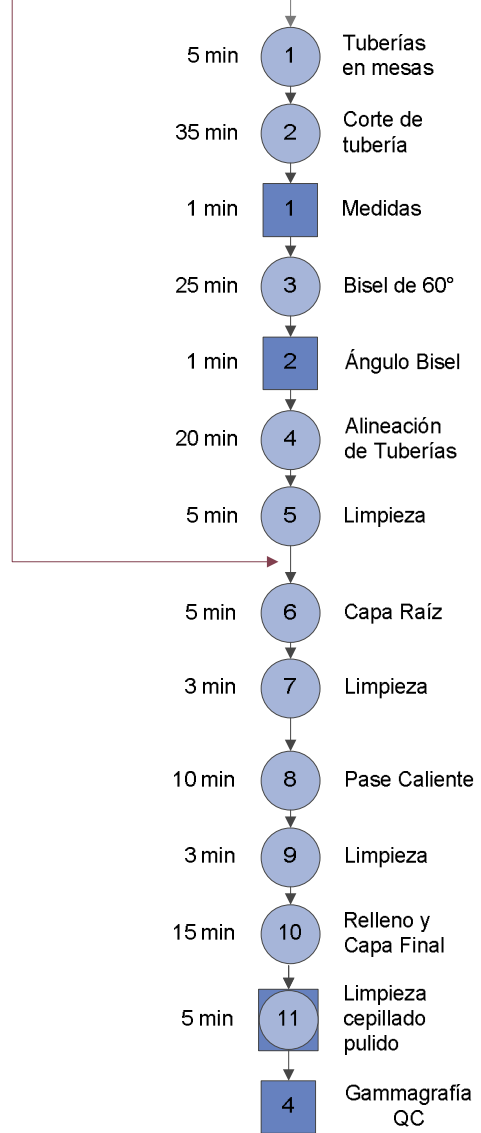 5 min 1 Tuberías
en mesas
35 min 2 Corte de
tubería
1 min 1 Medidas
25 min 3 Bisel de 60°
1 min 2 Ángulo Bisel
20 min 4 Alineación
de Tuberías
5 min 5 Limpieza
5 min 6 Capa Raíz
3 min 7 Limpieza
10 min 8 Pase Caliente
3 min 9 Limpieza
15 min 10 Relleno y
Capa Final
5 min 11 Limpieza
cepillado
pulido
4 Gammagrafía
QC